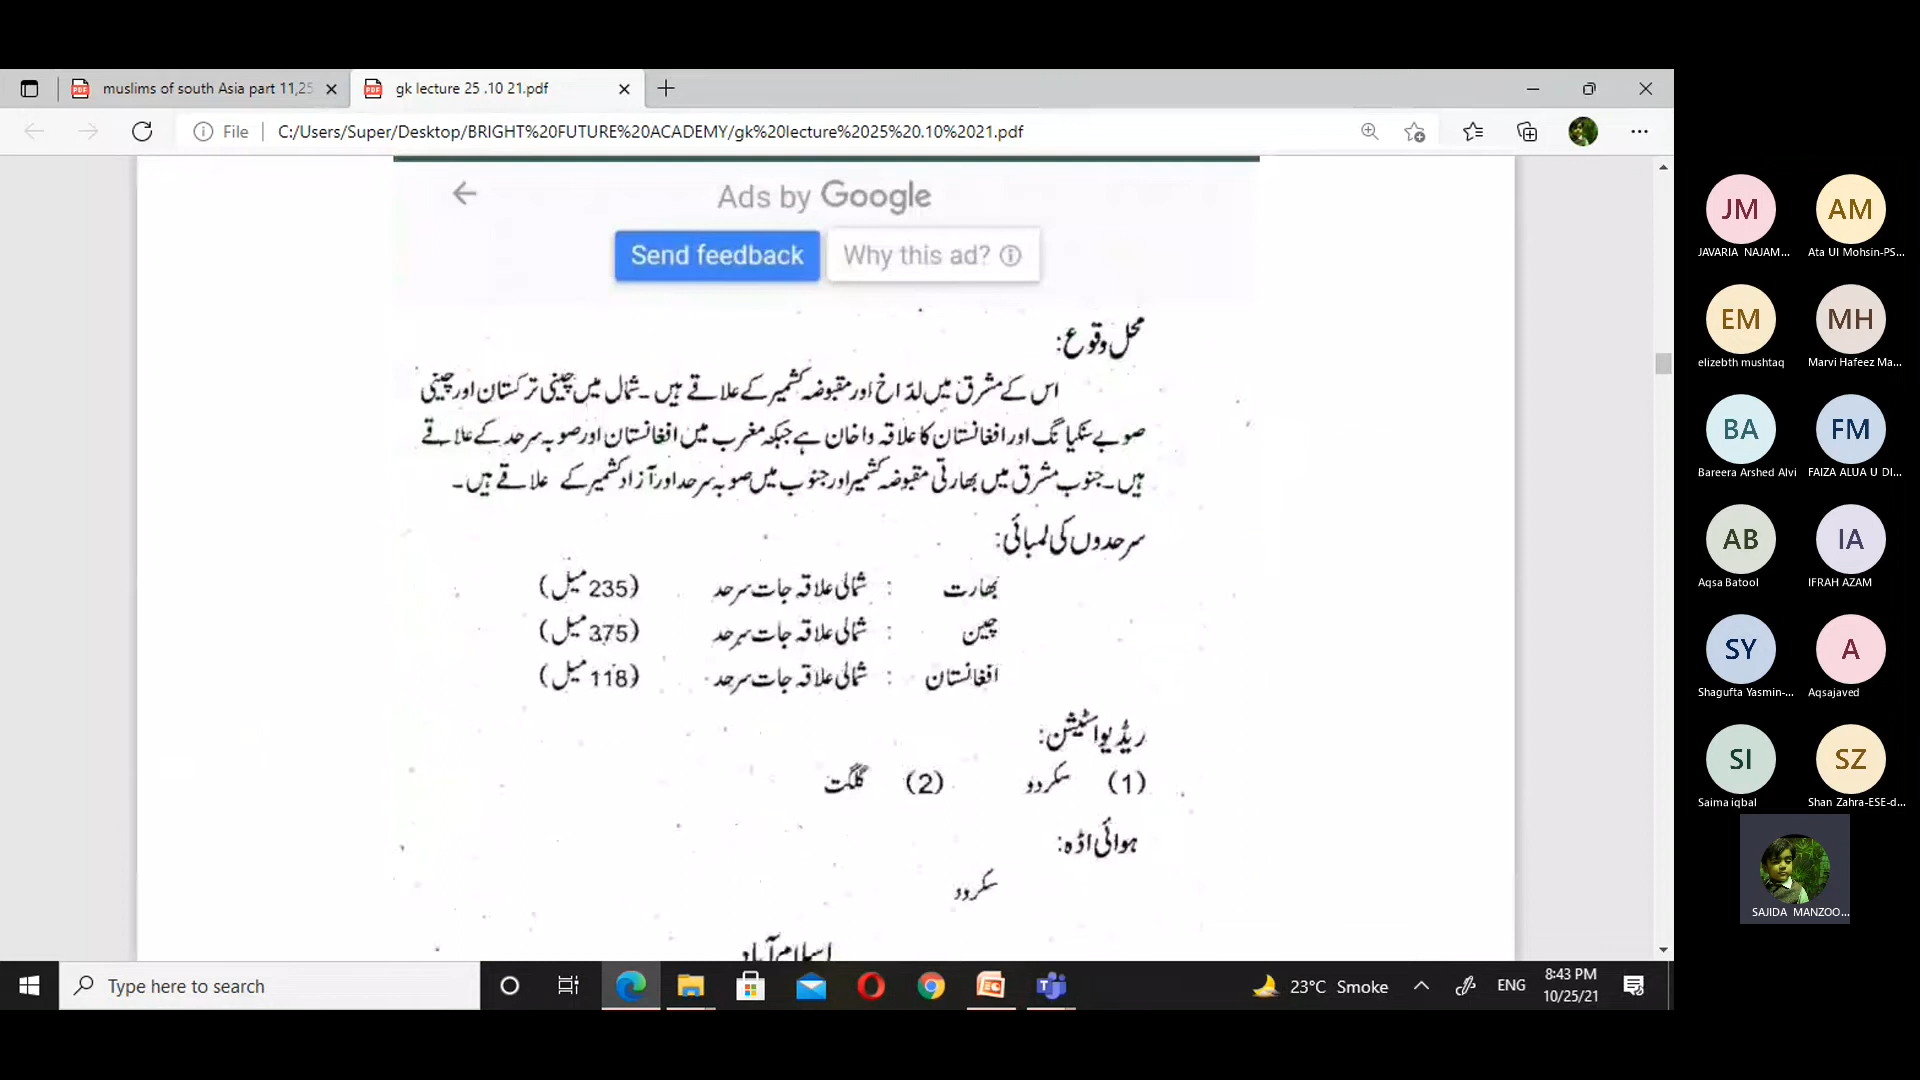 muslims of south Asia part 11,25
gk lecture 25 .10 21.pdf
File
C:/Users/Super/Desktop/BRIGHT%20FUTURE%20ACADEMY/gk%20lecture%2025%20.10%2021.pdf
Ads by Google
Send feedback
Why this ad?
محل وقوع:
اس کے مشرق میں لدّاخ اور مقبوضہ کشمیر کے علاقے ہیں۔ شمال میں چینی ترکستان اور چینی
صوبے سنکیانگ اور افغانستان کا علاقہ واخان ہے جبکہ مغرب میں افغانستان اور صوبہ سرحد کے علاقے
ہیں۔ جنوب مشرق میں بھارتی مقبوضہ کشمیر اور جنوب میں صوبہ سرحد اور آزاد کشمیر کے علاقے ہیں۔
سرحدوں کی لمبائی:
بھارت : شمالی علاقہ جات سرحد (235 میل)
چین : شمالی علاقہ جات سرحد (375 میل)
افغانستان : شمالی علاقہ جات سرحد (118 میل)
ریڈیو اسٹیشن:
(1) سکردو (2) گلگت
ہوائی اڈہ:
سکردو
اسلام آباد
JM
JAVARIA NAJAM...
AM
Ata Ul Mohsin-PS...
EM
elizebth mushtaq
MH
Marvi Hafeez Ma...
BA
Bareera Arshed Alvi
FM
FAIZA ALUA U DI...
AB
Aqsa Batool
IA
IFRAH AZAM
SY
Shagufta Yasmin-...
A
Aqsajaved
SI
Saima iqbal
SZ
Shan Zahra-ESE-d...
SAJIDA MANZOO...
Type here to search
23°C Smoke
ENG
8:43 PM
10/25/21